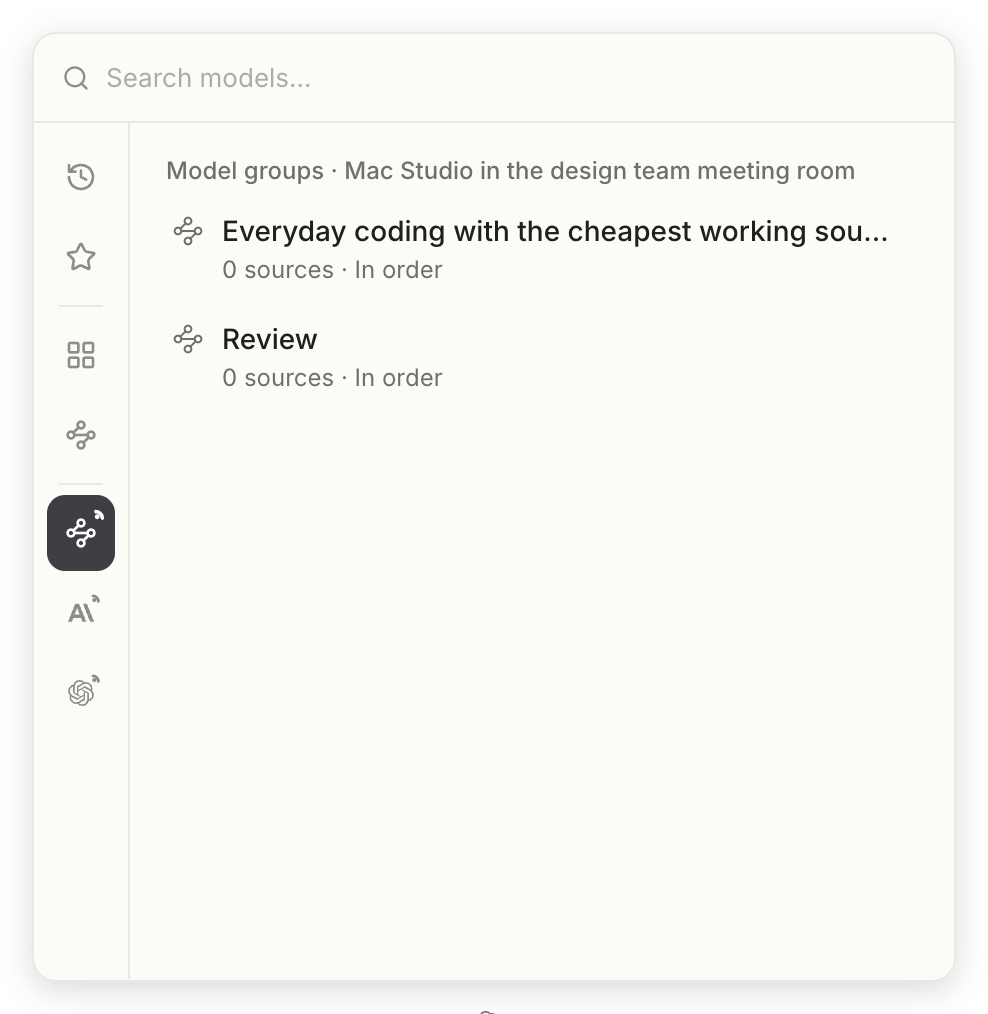 Search models...
Model groups · Mac Studio in the design team meeting room
Everyday coding with the cheapest working sou...
0 sources · In order
Review
0 sources · In order